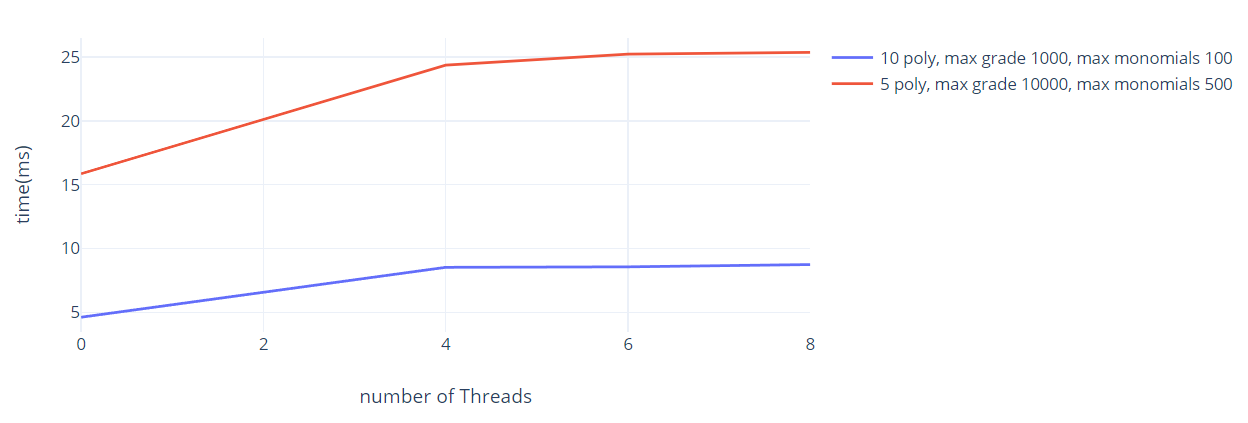 25
20
15
10
5
time(ms)
0 2 4 6 8
number of Threads
10 poly, max grade 1000, max monomials 100
5 poly, max grade 10000, max monomials 500